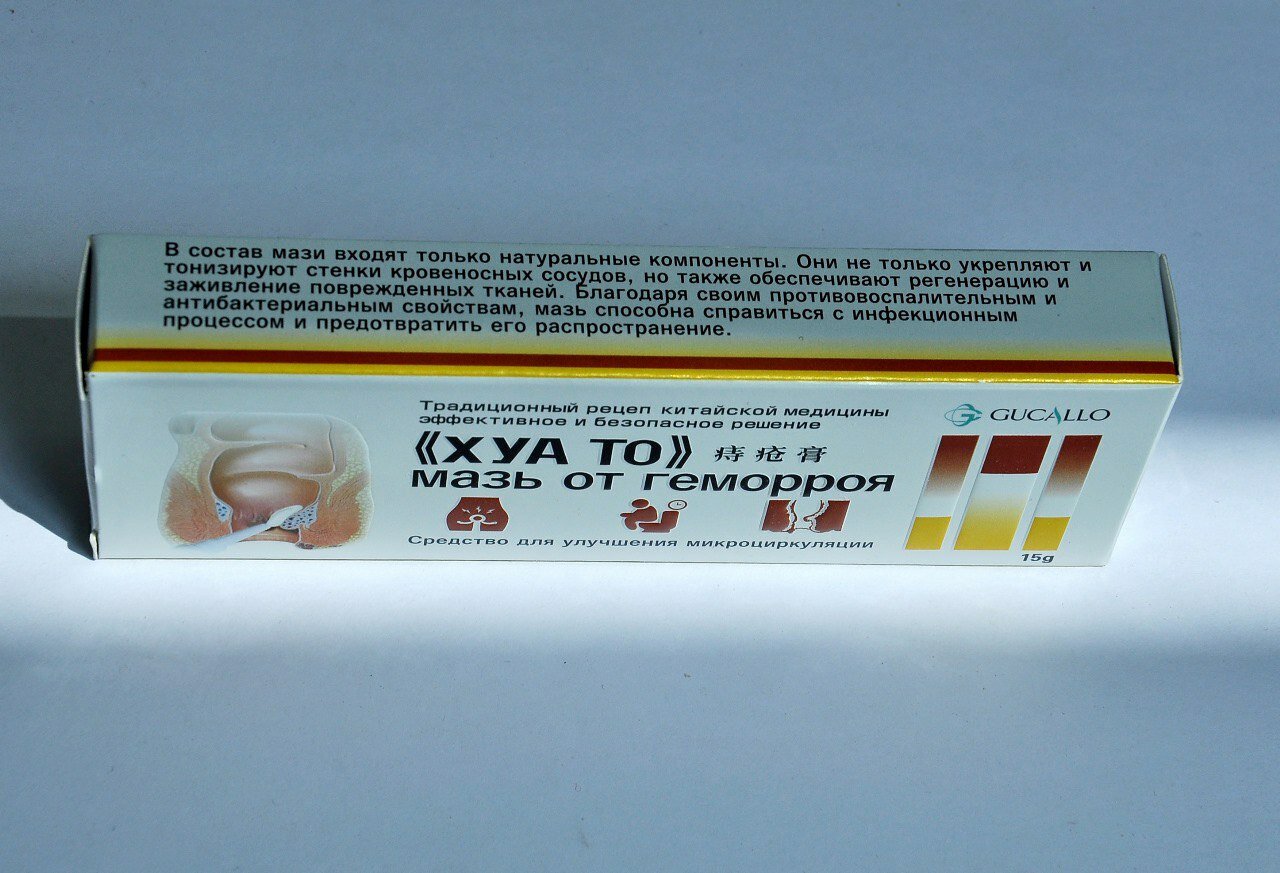 В состав мази входят только натуральные компоненты. Они не только укрепляют и
тонизируют стенки кровеносных сосудов, но также обеспечивают регенерацию и
заживление поврежденных тканей. Благодаря своим противовоспалительным и
антибактериальным свойствам, мазь способна справиться с инфекционным
процессом и предотвратить его распространение.
Традиционный рецеп китайской медицины
эффективное и безопасное решение
《ХУА ТО》 痔疮膏
мазь от геморроя
Средство для улучшения микроциркуляции
GUCALLO
15g